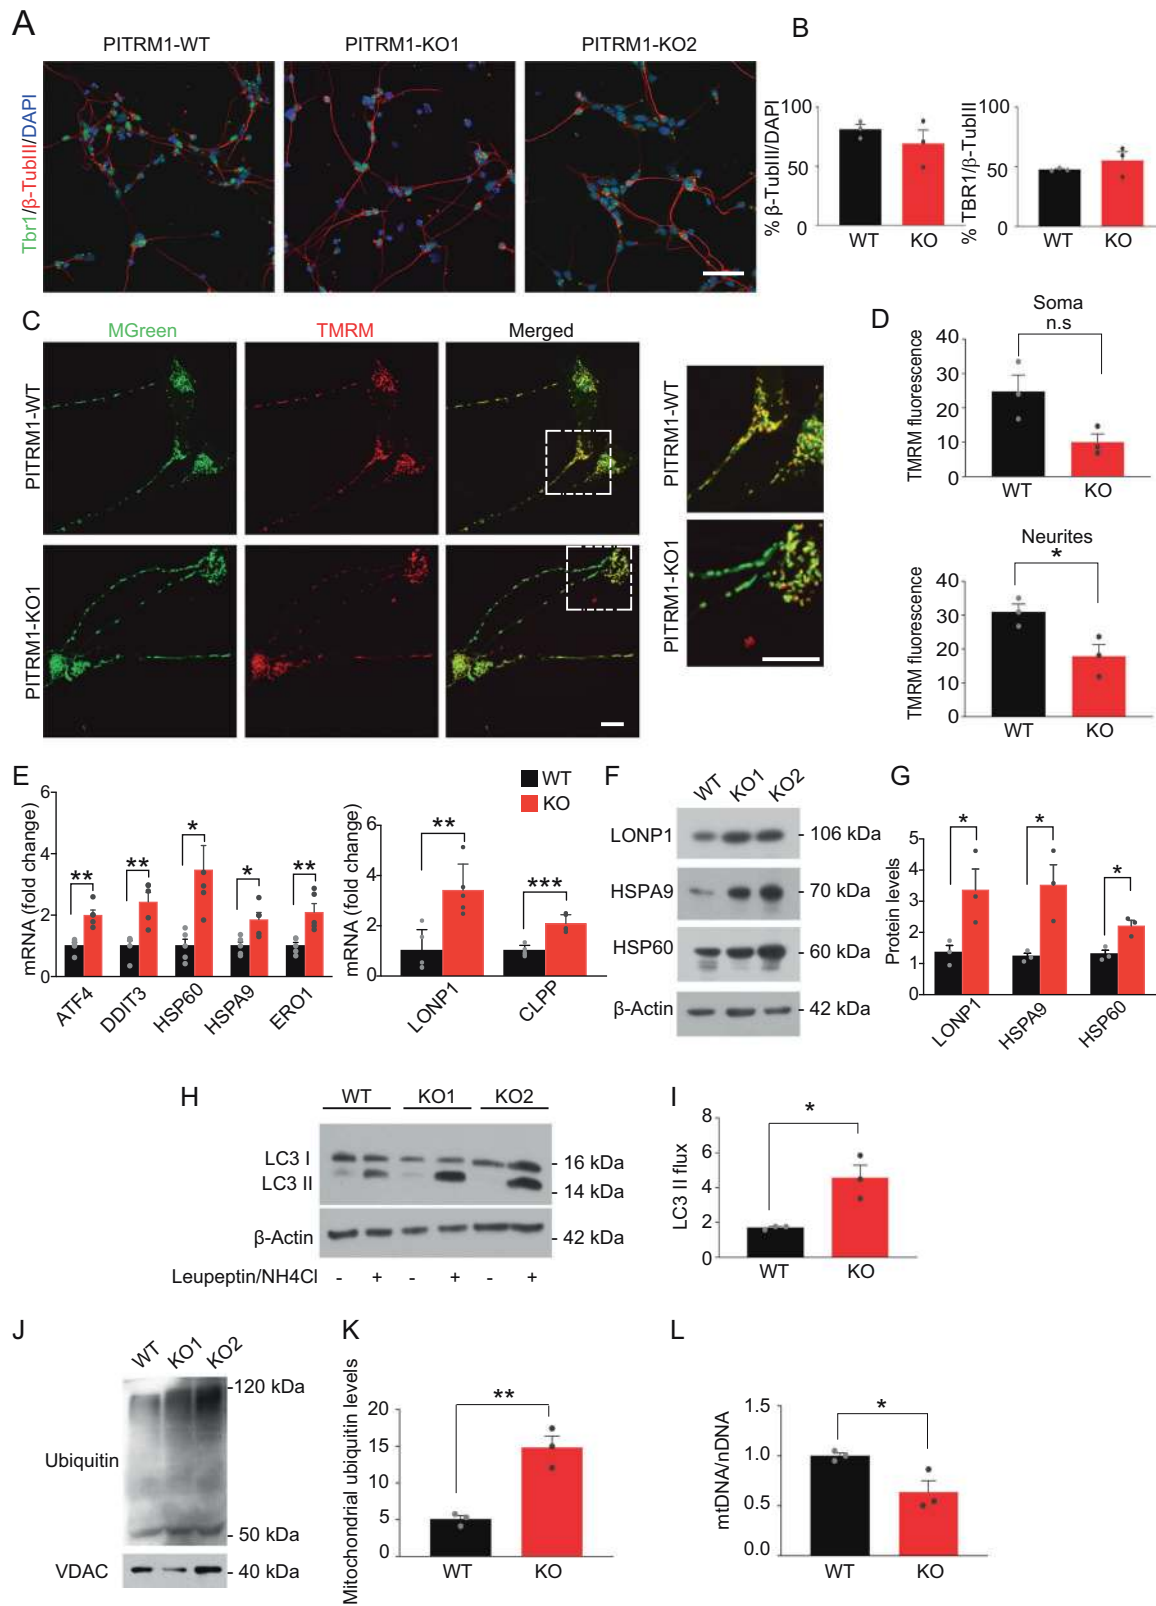 A
PITRM1-WT
PITRM1-KO1
PITRM1-KO2
Tbr1/β-TubIII/DAPI
B
% β-TubIII/DAPI
100
50
0
WT
KO
% TBR1/β-TubIII
100
50
0
WT
KO
C
MGreen
TMRM
Merged
PITRM1-WT
PITRM1-KO1
PITRM1-WT
PITRM1-KO1
D
Soma
n.s
TMRM fluorescence
40
30
20
10
0
WT
KO
Neurites
*
TMRM fluorescence
40
30
20
10
0
WT
KO
E
mRNA (fold change)
6
4
2
0
**
**
*
*
**
ATF4
DDIT3
HSP60
HSPA9
ERO1
WT
KO
mRNA (fold change)
6
4
2
0
**
***
LONP1
CLPP
F
WT
KO1
KO2
LONP1
- 106 kDa
HSPA9
- 70 kDa
HSP60
- 60 kDa
β-Actin
- 42 kDa
G
Protein levels
5
4
3
2
1
0
*
*
*
LONP1
HSPA9
HSP60
H
WT
KO1
KO2
LC3 I
- 16 kDa
LC3 II
- 14 kDa
β-Actin
- 42 kDa
Leupeptin/NH4Cl - + - + - +
I
LC3 II flux
8
6
4
2
0
*
WT
KO
J
WT
KO1
KO2
-120 kDa
Ubiquitin
- 50 kDa
VDAC
- 40 kDa
K
Mitochondrial ubiquitin levels
20
15
10
5
0
**
WT
KO
L
mtDNA/nDNA
1.5
1.0
0.5
0.0
*
WT
KO